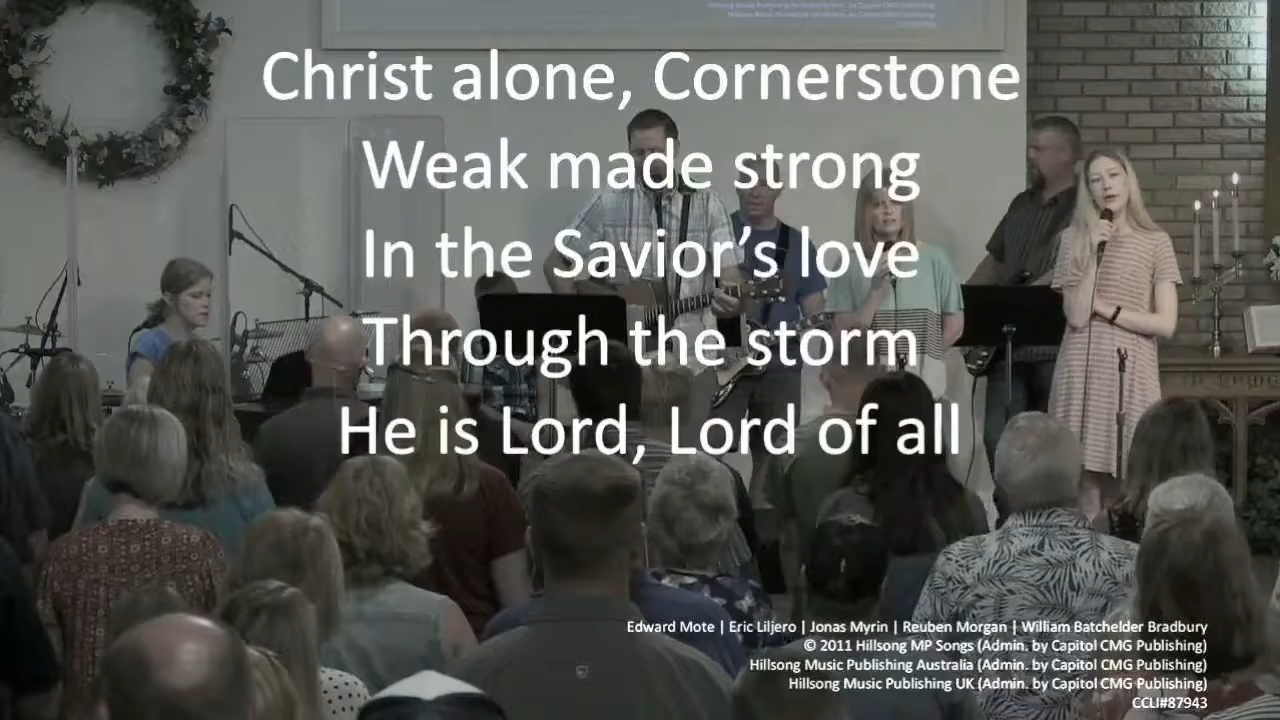 Christ alone, Cornerstone
Weak made strong
In the Savior's love
Through the storm
He is Lord, Lord of all
Edward Mote | Eric Liljero | Jonas Myrin | Reuben Morgan | William Batchelder Bradbury
© 2011 Hillsong MP Songs (Admin. by Capitol CMG Publishing)
Hillsong Music Publishing Australia (Admin. by Capitol CMG Publishing)
Hillsong Music Publishing UK (Admin. by Capitol CMG Publishing)
CCLI#87943